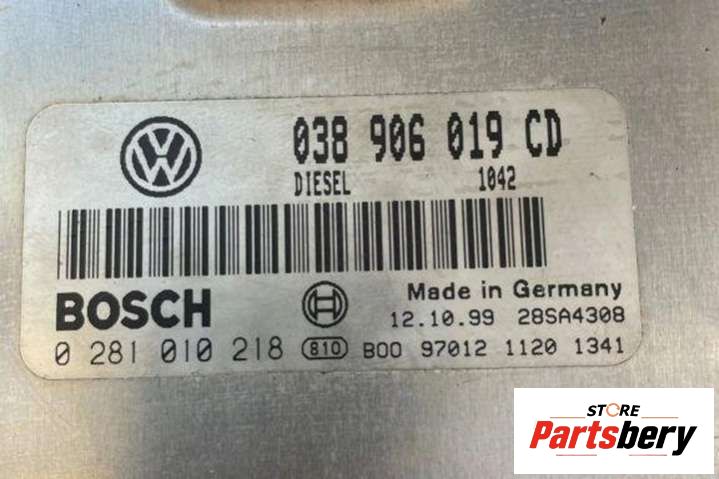 VW
038 906 019 CD
DIESEL 1042
BOSCH
Made in Germany
12.10.99 28SA4308
0 281 010 218 810 B00 97012 1120 1341
STORE
Partsbery